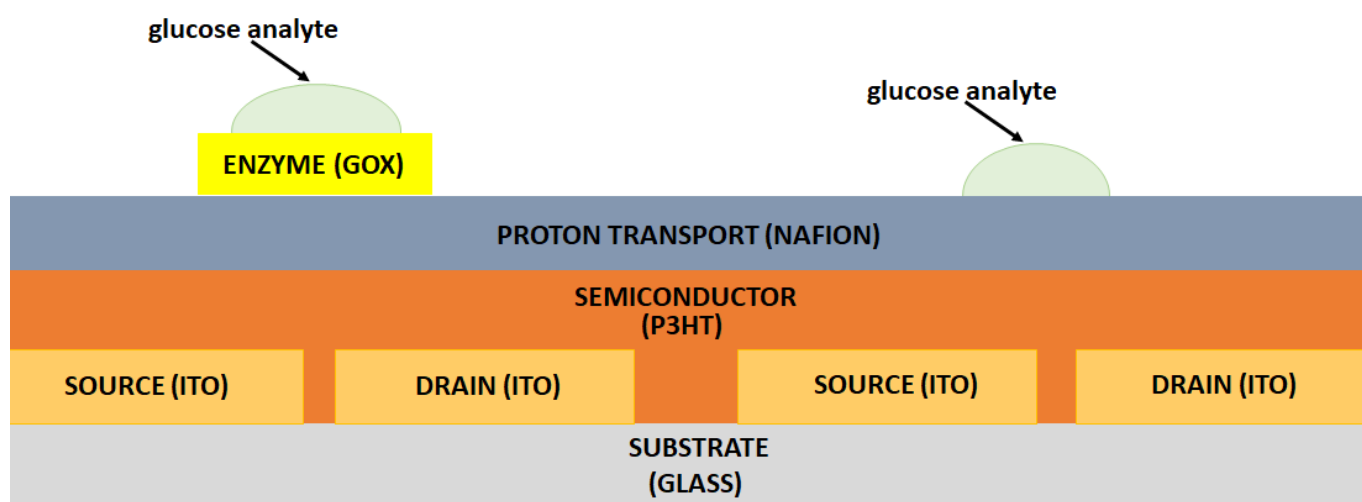 glucose analyte
glucose analyte
ENZYME (GOX)
PROTON TRANSPORT (NAFION)
SEMICONDUCTOR
(P3HT)
SOURCE (ITO)
DRAIN (ITO)
SOURCE (ITO)
DRAIN (ITO)
SUBSTRATE
(GLASS)